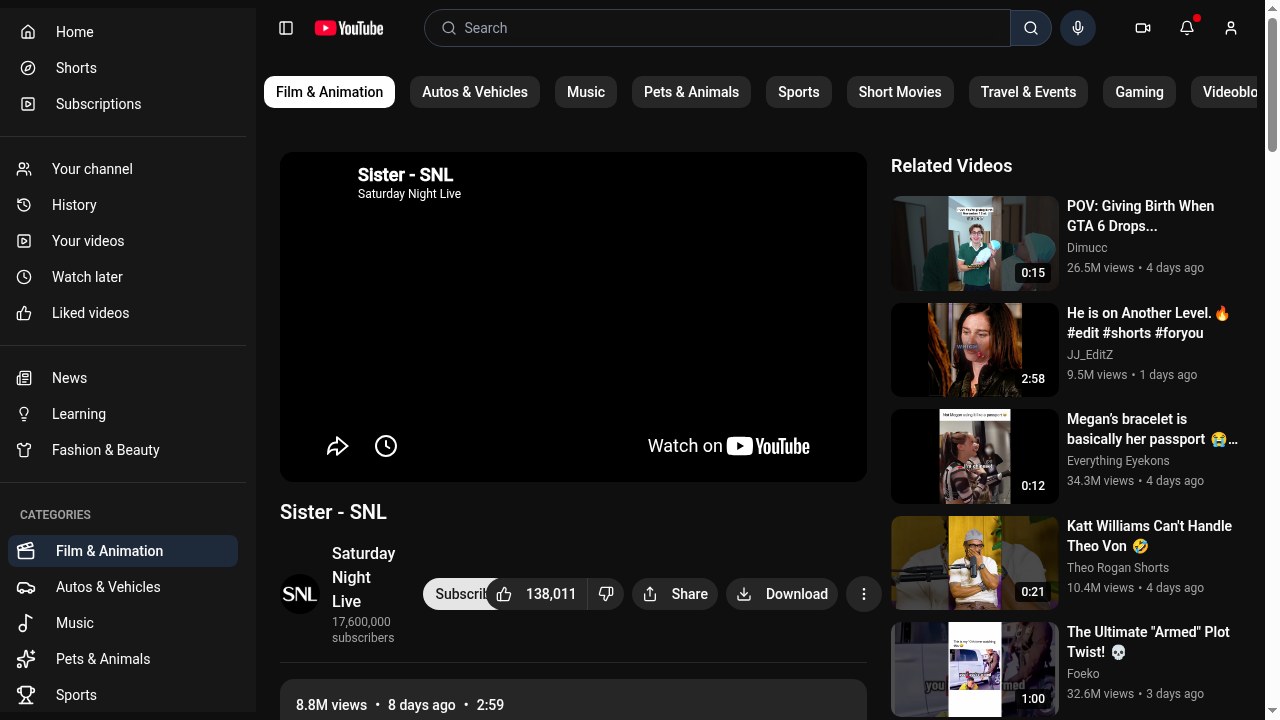 Home
Shorts
Subscriptions
Your channel
History
Your videos
Watch later
Liked videos
News
Learning
Fashion & Beauty
CATEGORIES
Film & Animation
Autos & Vehicles
Music
Pets & Animals
Sports
YouTube
Search
Film & Animation
Autos & Vehicles
Music
Pets & Animals
Sports
Short Movies
Travel & Events
Gaming
Videoblo
Sister - SNL
Saturday Night Live
Watch on YouTube
Sister - SNL
SNL
Saturday
Night
Live
17,600,000
subscribers
Subscrib
138,011
Share
Download
8.8M views • 8 days ago • 2:59
Related Videos
0:15
POV: Giving Birth When
GTA 6 Drops...
Dimucc
26.5M views • 4 days ago
2:58
He is on Another Level.🔥
#edit #shorts #foryou
JJ_EditZ
9.5M views • 1 days ago
0:12
Megan's bracelet is
basically her passport 😭...
Everything Eyekons
34.3M views • 4 days ago
0:21
Katt Williams Can't Handle
Theo Von 🤣
Theo Rogan Shorts
10.4M views • 4 days ago
you
1:00
The Ultimate "Armed" Plot
Twist! 💀
Foeko
32.6M views • 3 days ago